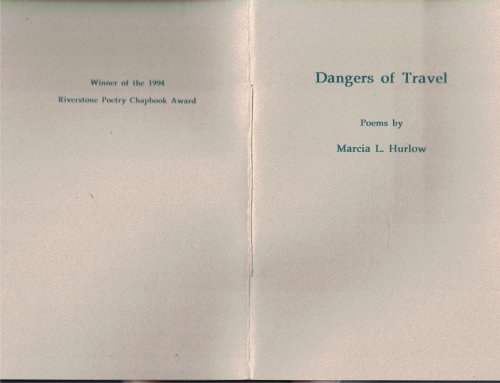 Winner of the 1994
Riverstone Poetry Chapbook Award
Dangers of Travel
Poems by
Marcia L. Hurlow